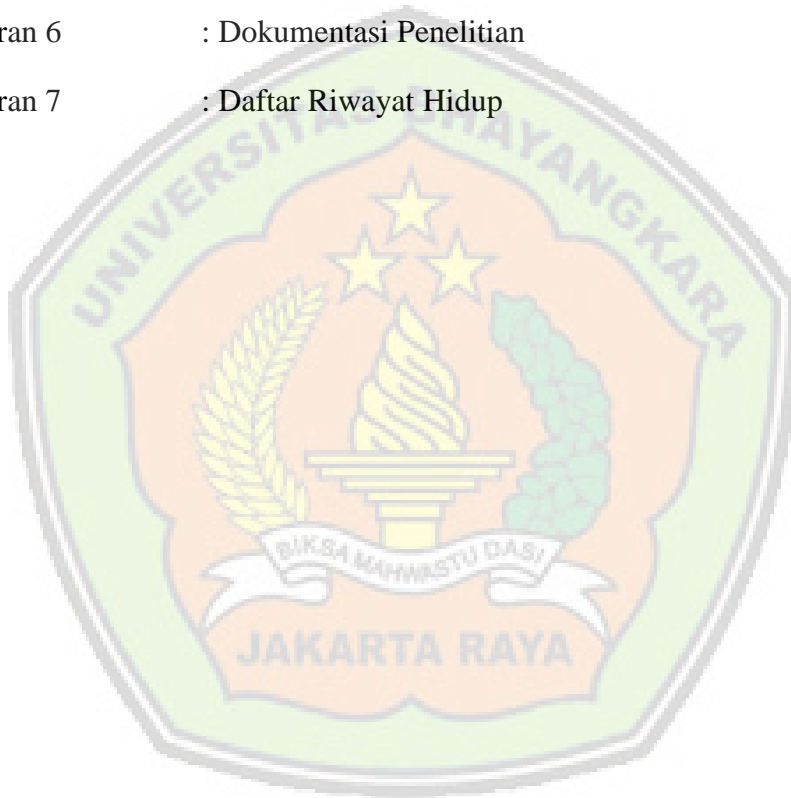 ran 6 : Dokumentasi Penelitian
ran 7 : Daftar Riwayat Hidup
UNIVERSITAS BHAYANGKARA
BIKSA MAHWASTU DASI
JAKARTA RAYA